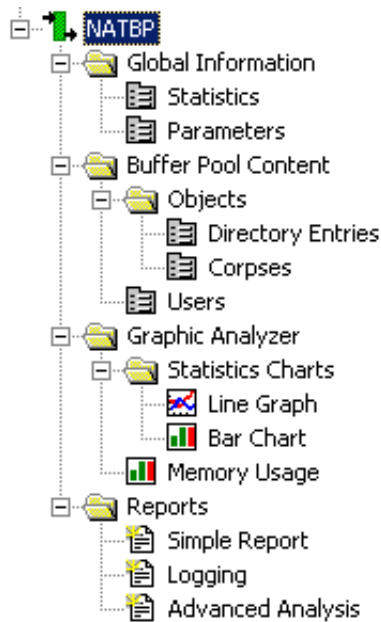 NATBP
Global Information
Statistics
Parameters
Buffer Pool Content
Objects
Directory Entries
Corpses
Users
Graphic Analyzer
Statistics Charts
Line Graph
Bar Chart
Memory Usage
Reports
Simple Report
Logging
Advanced Analysis